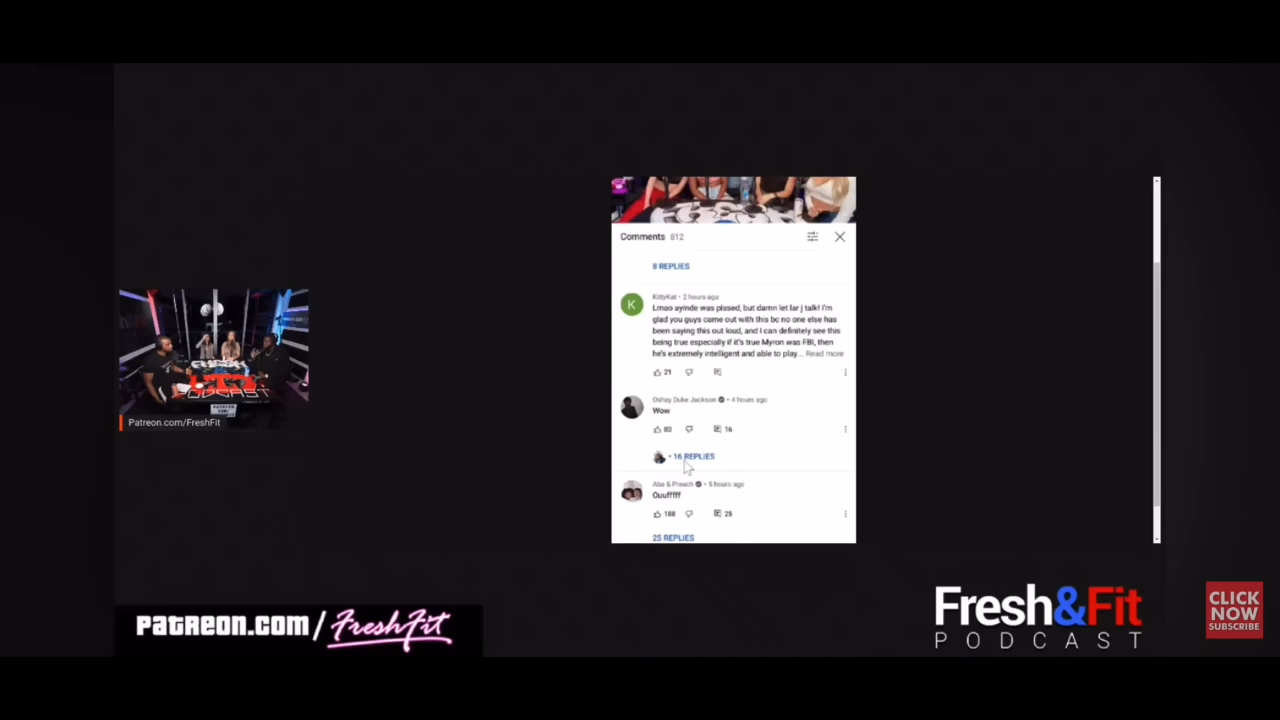 Comments 812
8 REPLIES
K
KittyKat • 2 hours ago
Lmao ayinde was pissed, but damn let lar j talk! I'm
glad you guys came out with this bc no one else has
been saying this out loud, and I can definitely see this
being true especially if it's true Myron was FBI, then
he's extremely intelligent and able to play... Read more
21
Oshay Duke Jackson • 4 hours ago
Wow
83 16
• 16 REPLIES
Aba & Preach • 5 hours ago
Ouuffffff
188 25
25 REPLIES
FRESH
PODCAST
Patreon.com/FreshFit
PATREON.COM/FreshFit
Fresh&Fit
PODCAST
CLICK
NOW
SUBSCRIBE